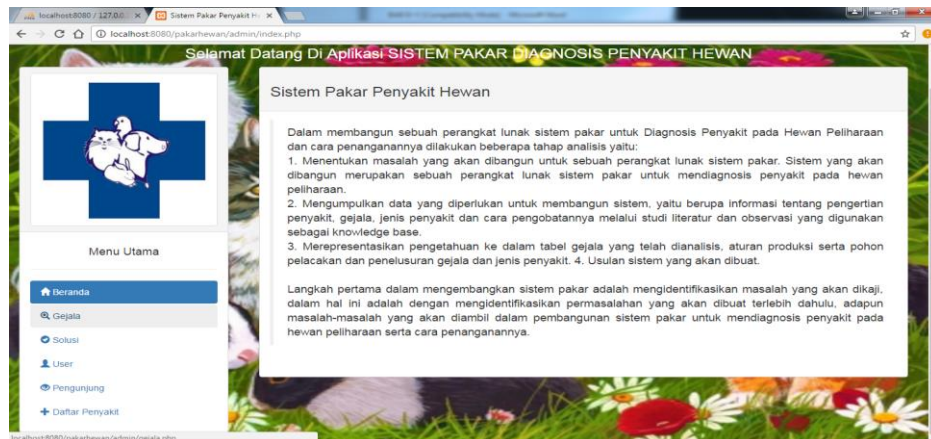 localhost:8080 / 127.0.0.1
Sistem Pakar Penyakit H
localhost:8080/pakarhewan/admin/index.php
Selamat Datang Di Aplikasi SISTEM PAKAR DIAGNOSIS PENYAKIT HEWAN
Menu Utama
Beranda
Gejala
Solusi
User
Pengunjung
Daftar Penyakit
Sistem Pakar Penyakit Hewan
Dalam membangun sebuah perangkat lunak sistem pakar untuk Diagnosis Penyakit pada Hewan Peliharaan
dan cara penanganannya dilakukan beberapa tahap analisis yaitu:
1. Menentukan masalah yang akan dibangun untuk sebuah perangkat lunak sistem pakar. Sistem yang akan
dibangun merupakan sebuah perangkat lunak sistem pakar untuk mendiagnosis penyakit pada hewan
peliharaan.
2. Mengumpulkan data yang diperlukan untuk membangun sistem, yaitu berupa informasi tentang pengertian
penyakit, gejala, jenis penyakit dan cara pengobatannya melalui studi literatur dan observasi yang digunakan
sebagai knowledge base.
3. Merepresentasikan pengetahuan ke dalam tabel gejala yang telah dianalisis, aturan produksi serta pohon
pelacakan dan penelusuran gejala dan jenis penyakit. 4. Usulan sistem yang akan dibuat.
Langkah pertama dalam mengembangkan sistem pakar adalah mengidentifikasikan masalah yang akan dikaji,
dalam hal ini adalah dengan mengidentifikasikan permasalahan yang akan dibuat terlebih dahulu, adapun
masalah-masalah yang akan diambil dalam pembangunan sistem pakar untuk mendiagnosis penyakit pada
hewan peliharaan serta cara penanganannya.
localhost:8080/pakarhewan/admin/gejala.php